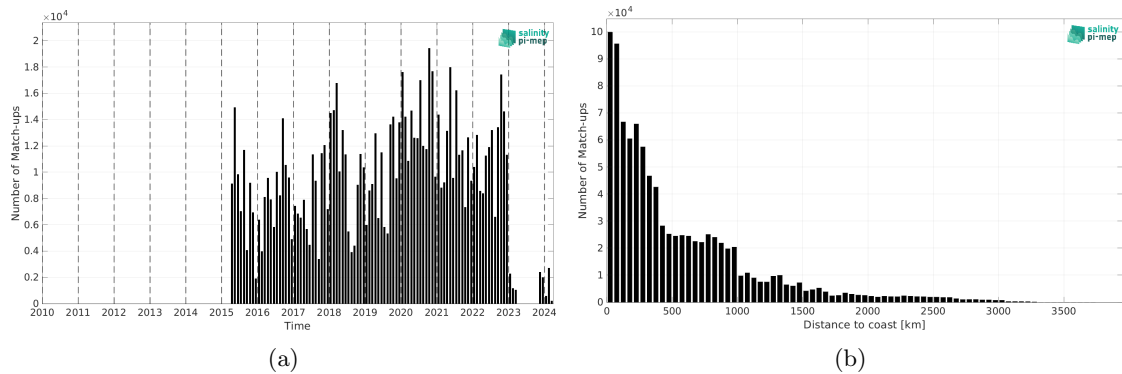 ×10⁴
2
1.8
1.6
1.4
1.2
1
0.8
0.6
0.4
0.2
0
Number of Match-ups
2010 2011 2012 2013 2014 2015 2016 2017 2018 2019 2020 2021 2022 2023 2024
Time
salinity
pi-mep
(a)
×10⁴
10
9
8
7
6
5
4
3
2
1
0
Number of Match-ups
0 500 1000 1500 2000 2500 3000 3500
Distance to coast [km]
salinity
pi-mep
(b)